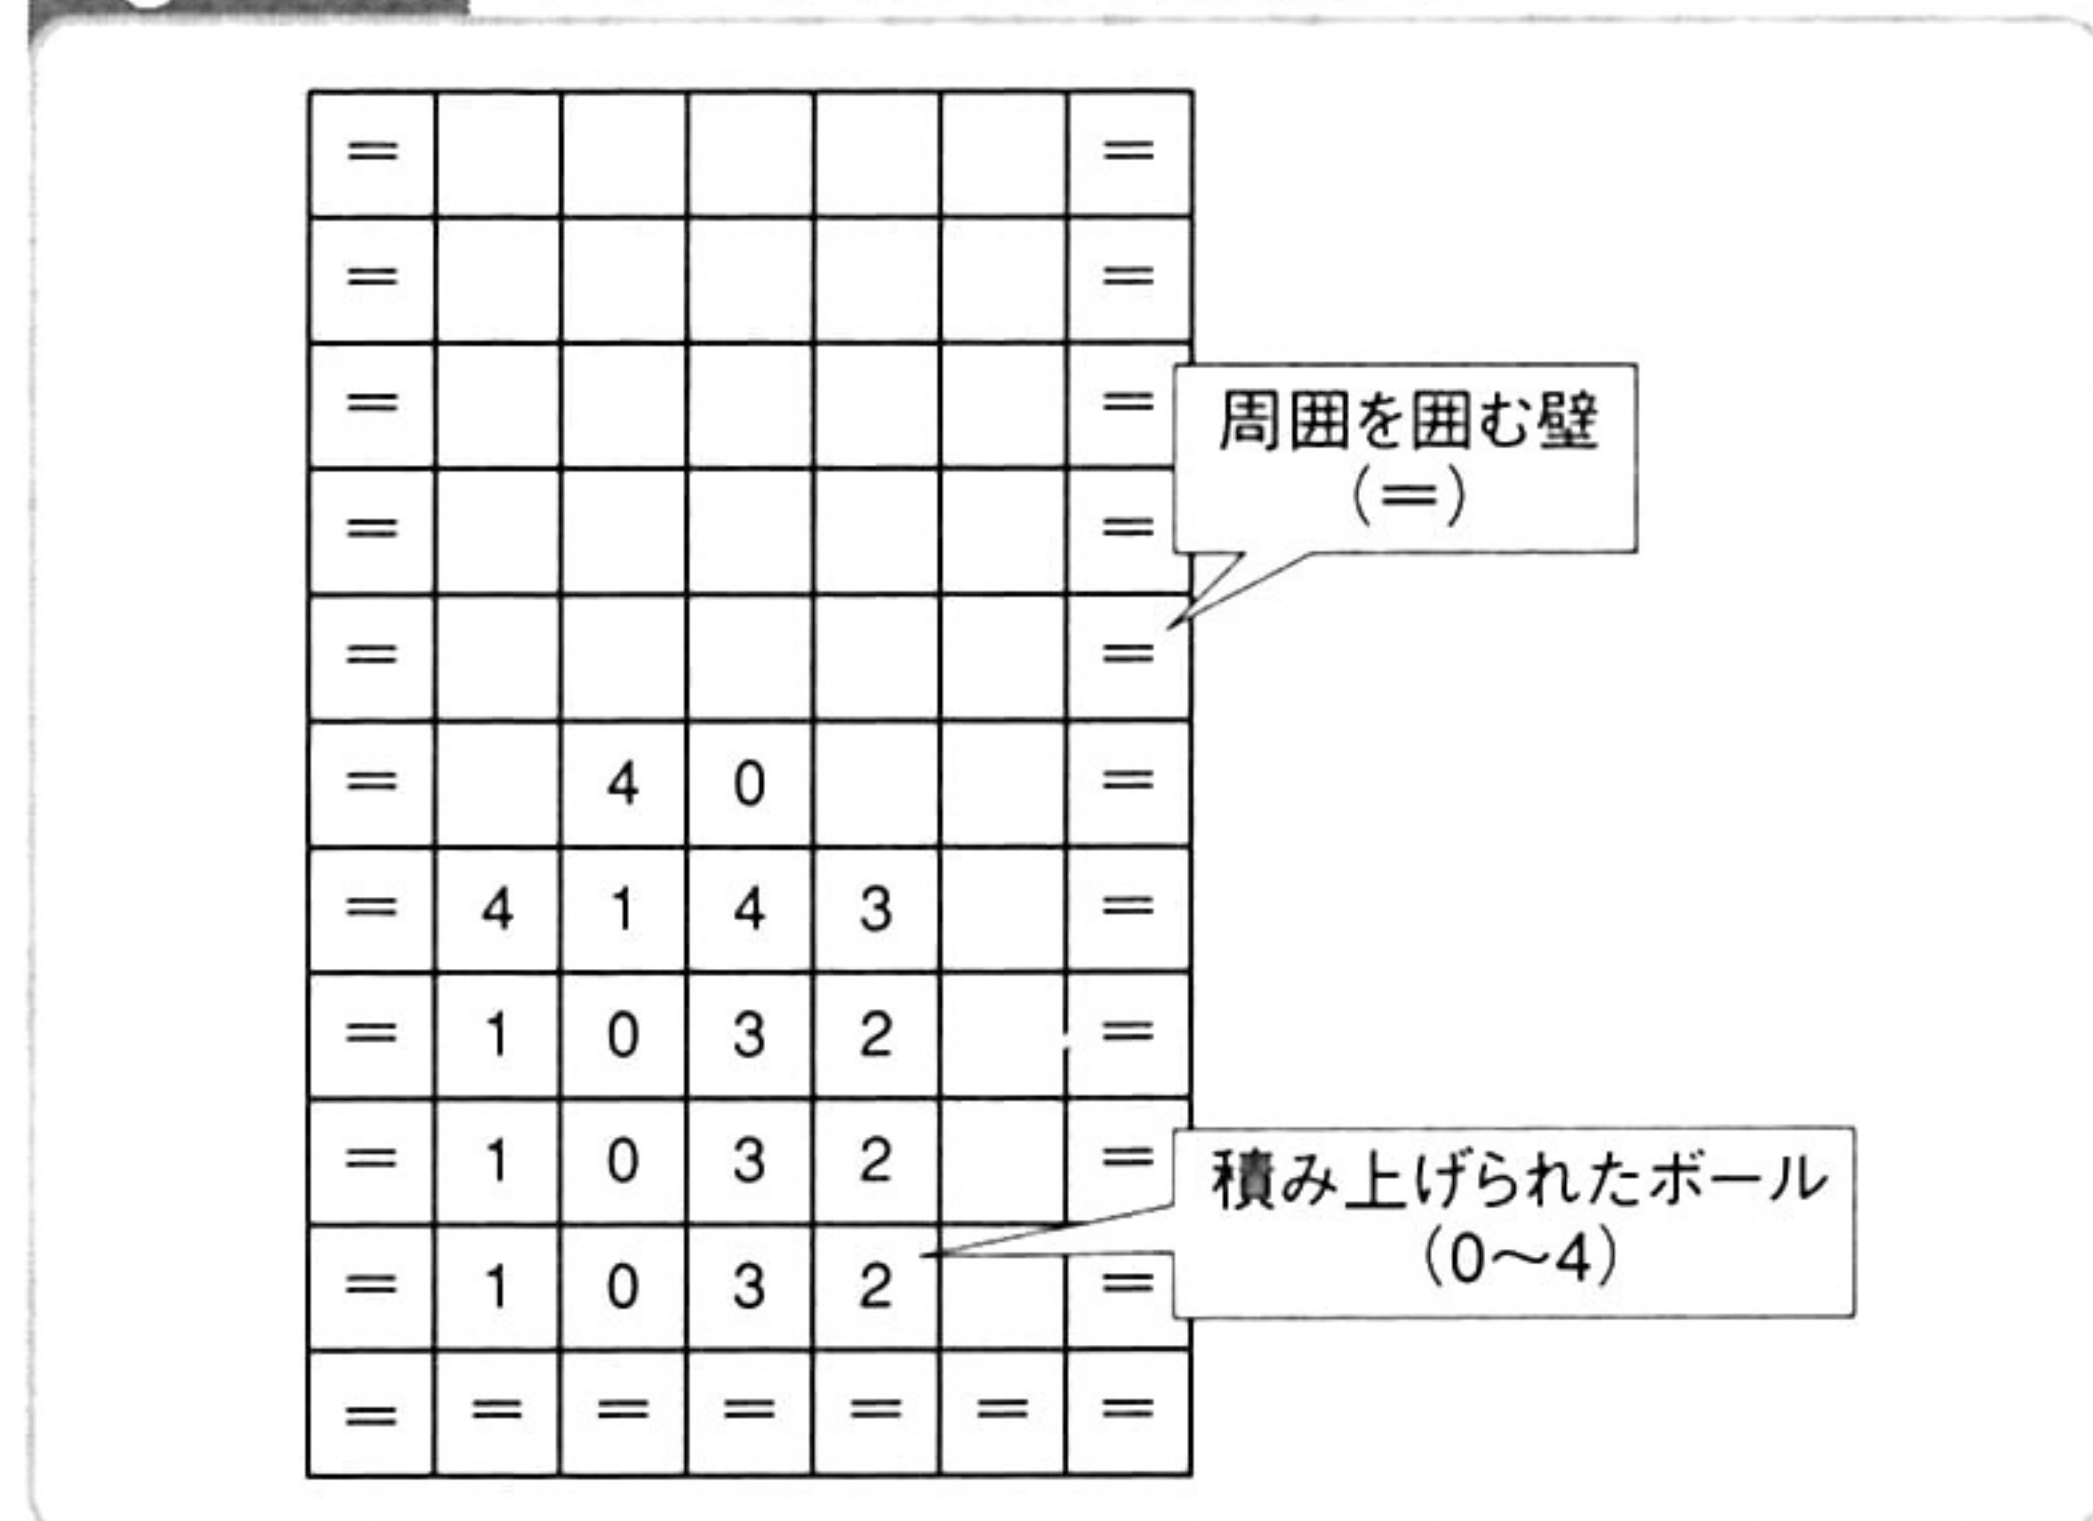 = =
= =
= =
周囲を囲む壁
(=)
= =
= =
= 4 0 =
= 4 1 4 3 =
= 1 0 3 2 =
= 1 0 3 2 =
積み上げられたボール
(0~4)
= 1 0 3 2 =
= = = = = = =